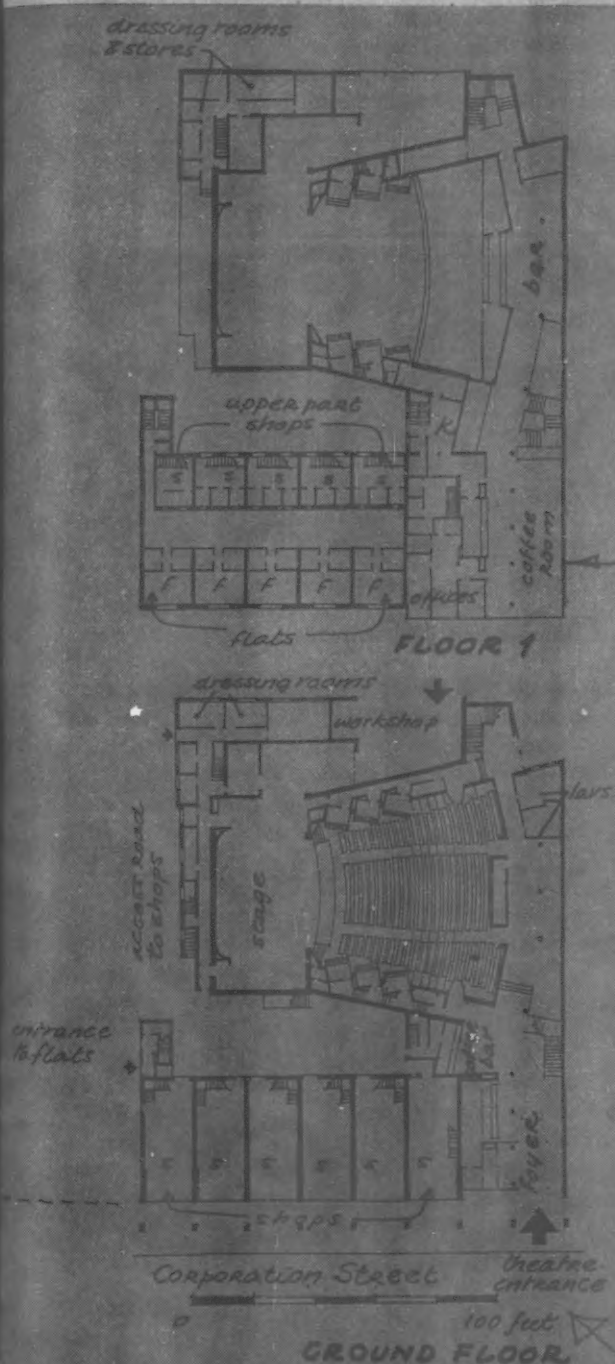 dressing rooms
& stores
bar
upper part
shops
K
S S S S S
coffee
room
F F F F F
offices
flats
FLOOR 1
dressing rooms
workshop
lavs
access road
to shops
stage
entrance
to flats
bar
foyer
S S S S S S
shops
Corporation Street
theatre
entrance
0
100 feet
GROUND FLOOR